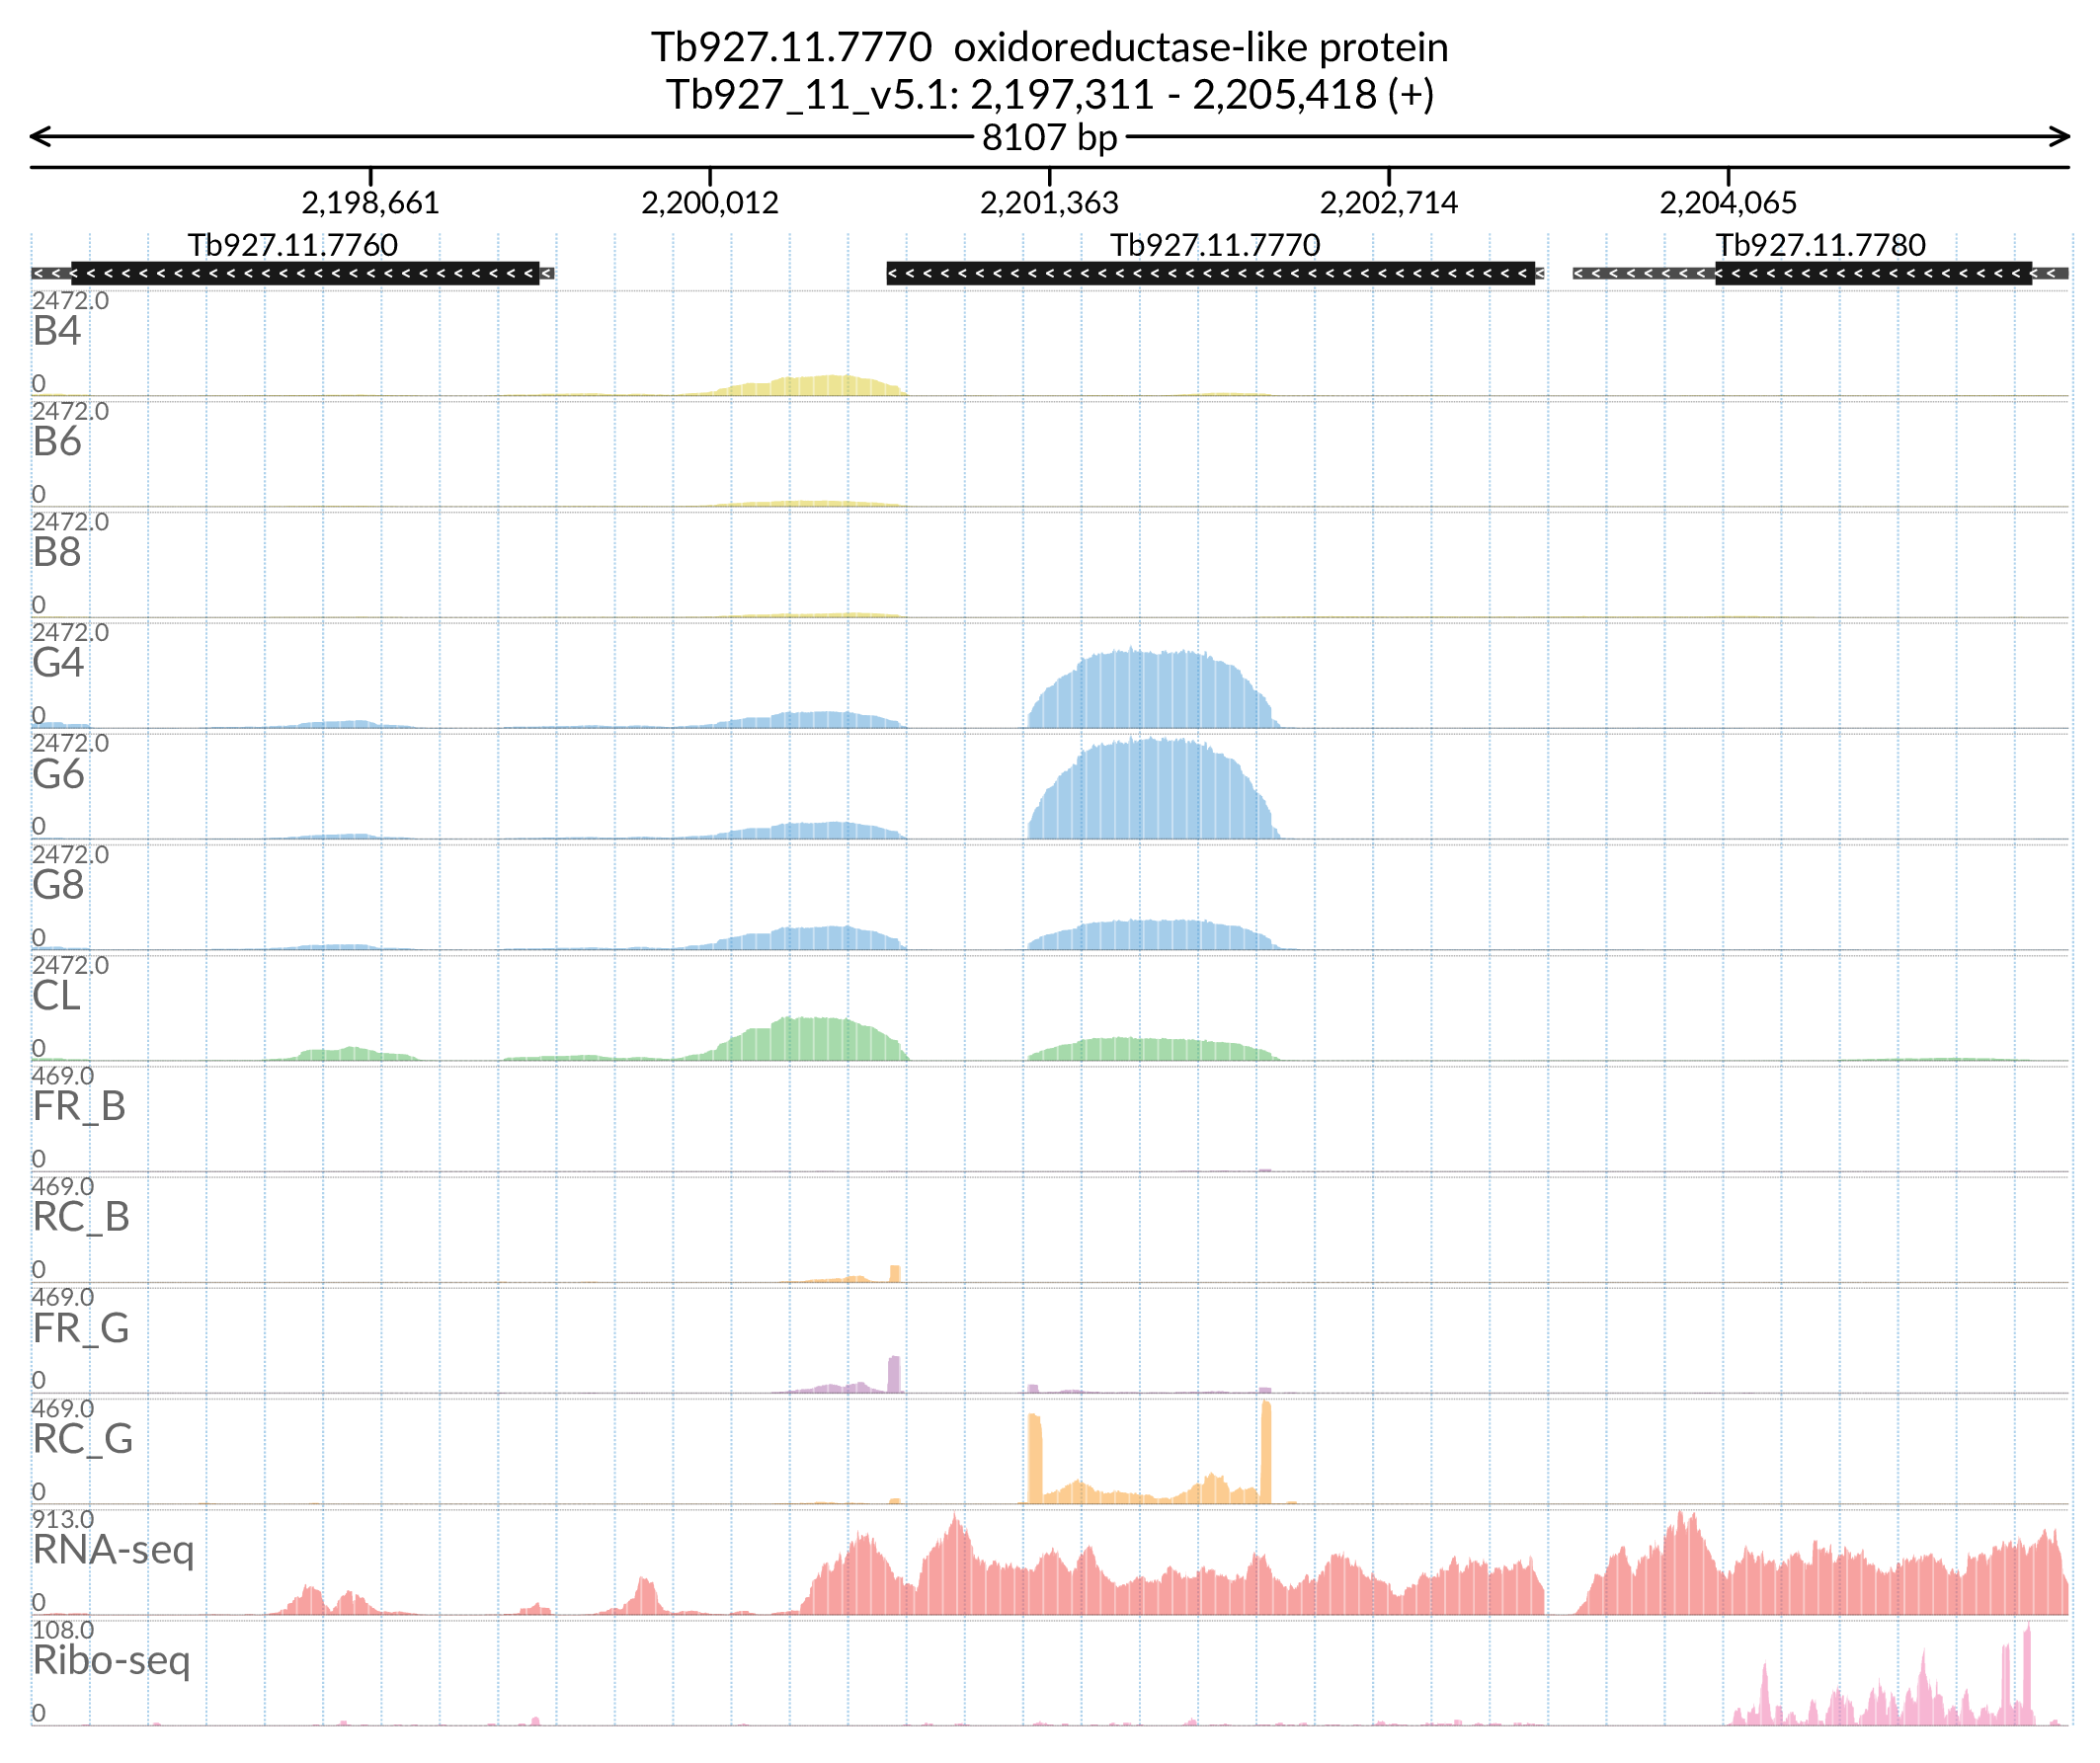 Tb927.11.7770 oxidoreductase-like protein
Tb927_11_v5.1: 2,197,311 - 2,205,418 (+)
8107 bp
2,198,661 2,200,012 2,201,363 2,202,714 2,204,065
Tb927.11.7760 Tb927.11.7770 Tb927.11.7780
2472.0
B4
0
2472.0
B6
0
2472.0
B8
0
2472.0
G4
0
2472.0
G6
0
2472.0
G8
0
2472.0
CL
0
469.0
FR_B
0
469.0
RC_B
0
469.0
FR_G
0
469.0
RC_G
0
913.0
RNA-seq
0
108.0
Ribo-seq
0